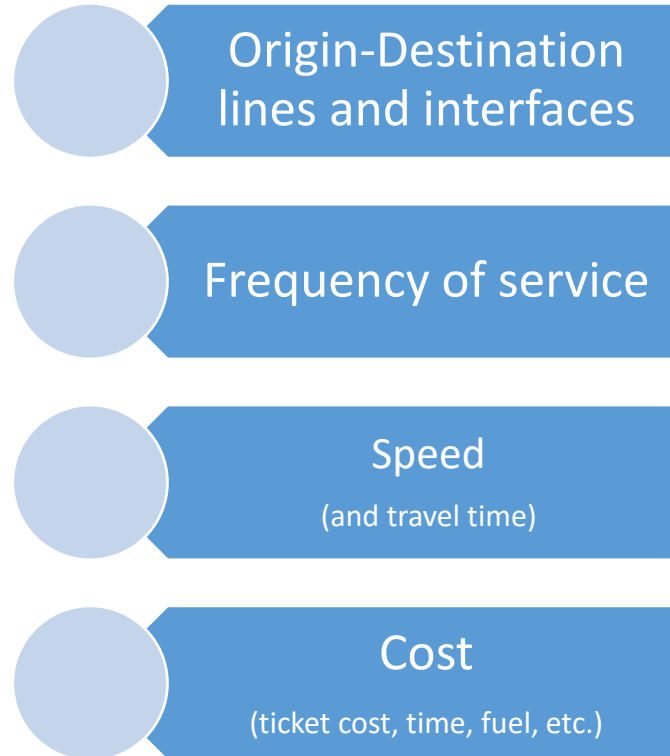 Origin-Destination
lines and interfaces
Frequency of service
Speed
(and travel time)
Cost
(ticket cost, time, fuel, etc.)